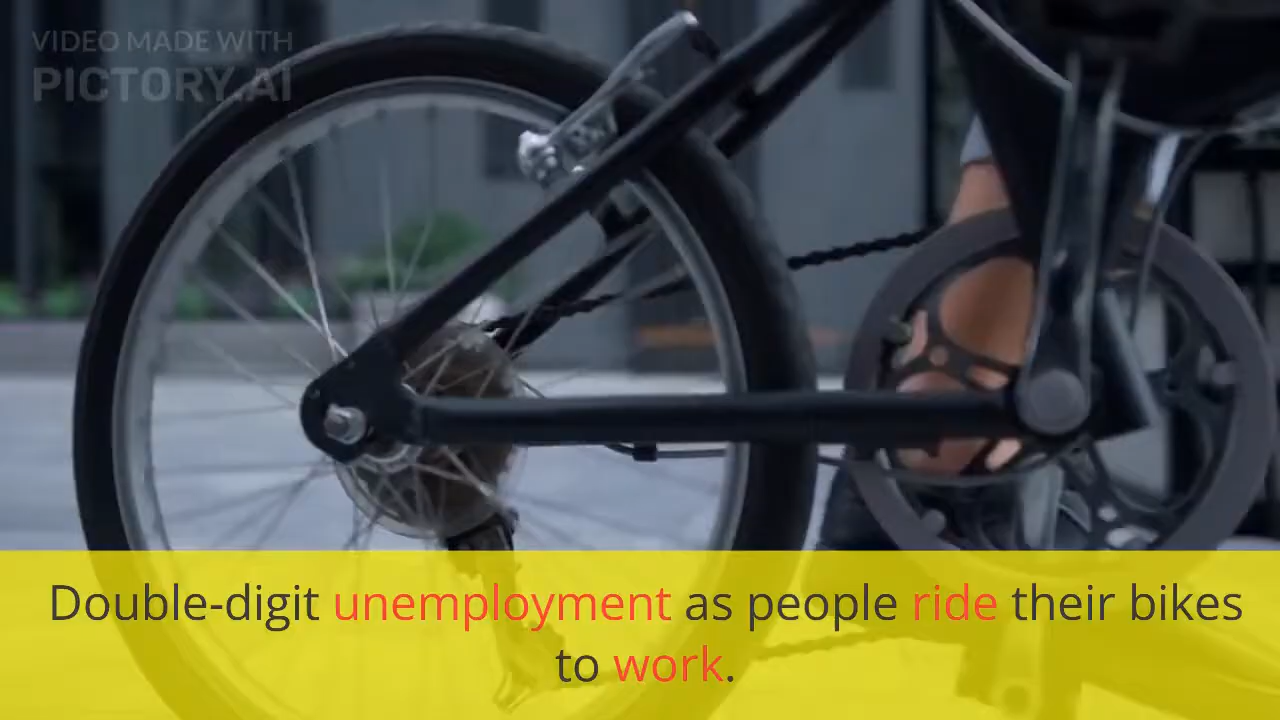 VIDEO MADE WITH
PICTORY.AI
Double-digit unemployment as people ride their bikes
to work.